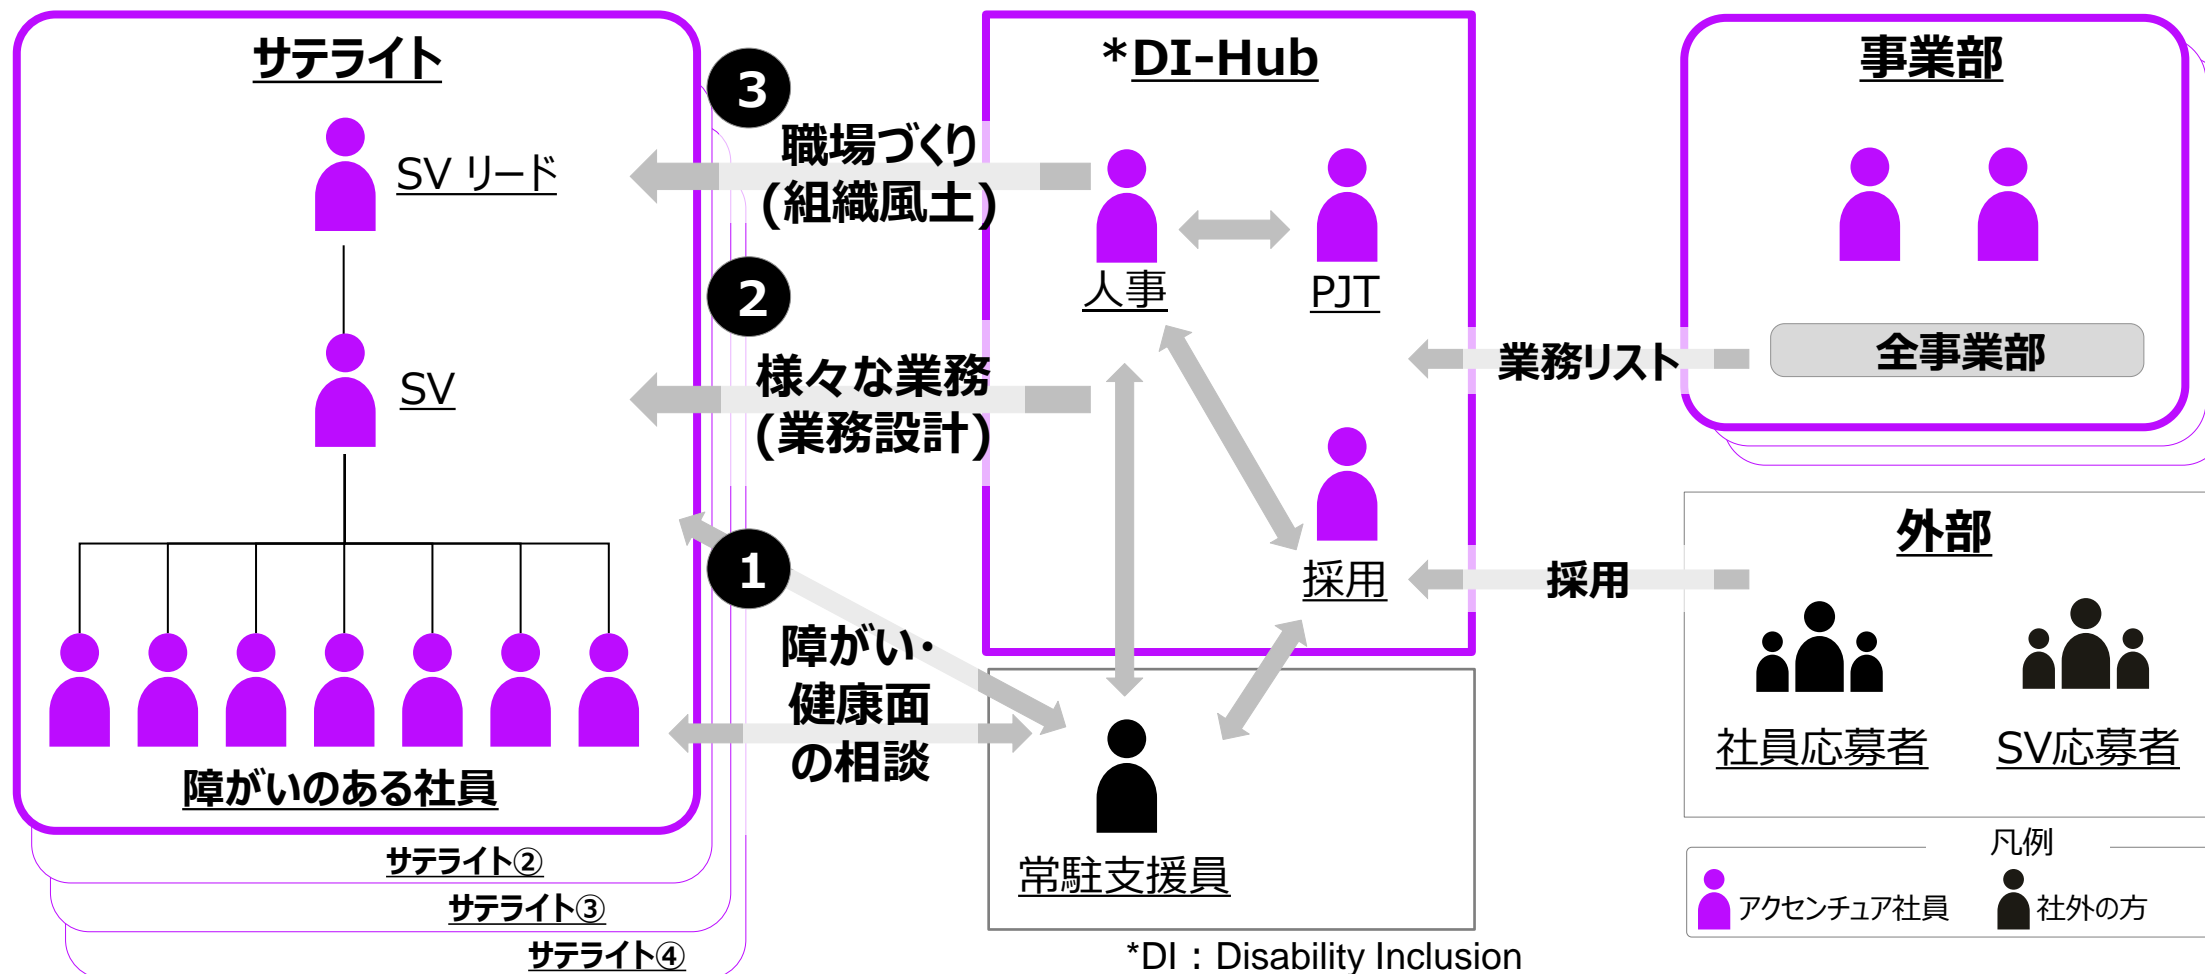 サテライト
SV リード
SV
障がいのある社員
サテライト②
サテライト③
サテライト④
3
職場づくり
(組織風土)
2
様々な業務
(業務設計)
1
障がい・
健康面
の相談
*DI-Hub
人事
PJT
採用
常駐支援員
*DI：Disability Inclusion
事業部
全事業部
業務リスト
外部
採用
社員応募者
SV応募者
凡例
アクセンチュア社員
社外の方